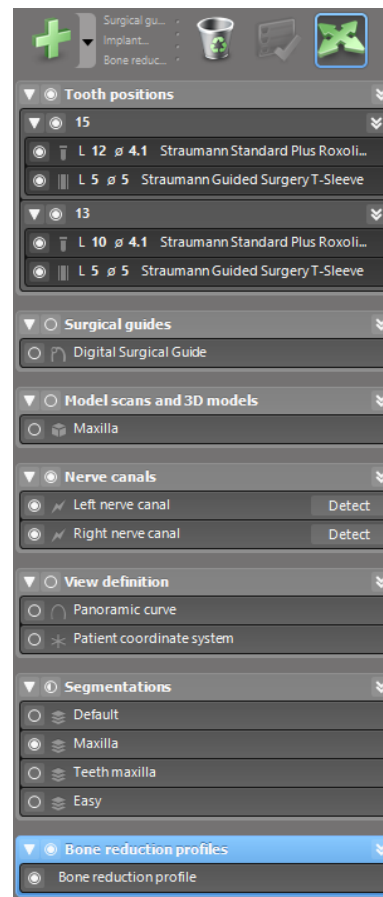 Surgical gu...
Implant...
Bone reduc...
Tooth positions
15
L 12 ø 4.1 Straumann Standard Plus Roxoli...
L 5 ø 5 Straumann Guided Surgery T-Sleeve
13
L 10 ø 4.1 Straumann Standard Plus Roxoli...
L 5 ø 5 Straumann Guided Surgery T-Sleeve
Surgical guides
Digital Surgical Guide
Model scans and 3D models
Maxilla
Nerve canals
Left nerve canal Detect
Right nerve canal Detect
View definition
Panoramic curve
Patient coordinate system
Segmentations
Default
Maxilla
Teeth maxilla
Easy
Bone reduction profiles
Bone reduction profile